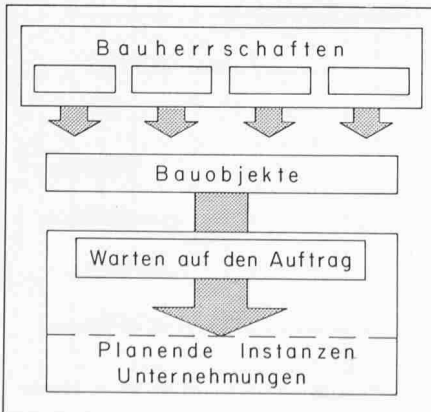 Bauherrschaften
Bauobjekte
Warten auf den Auftrag
Planende Instanzen
Unternehmungen